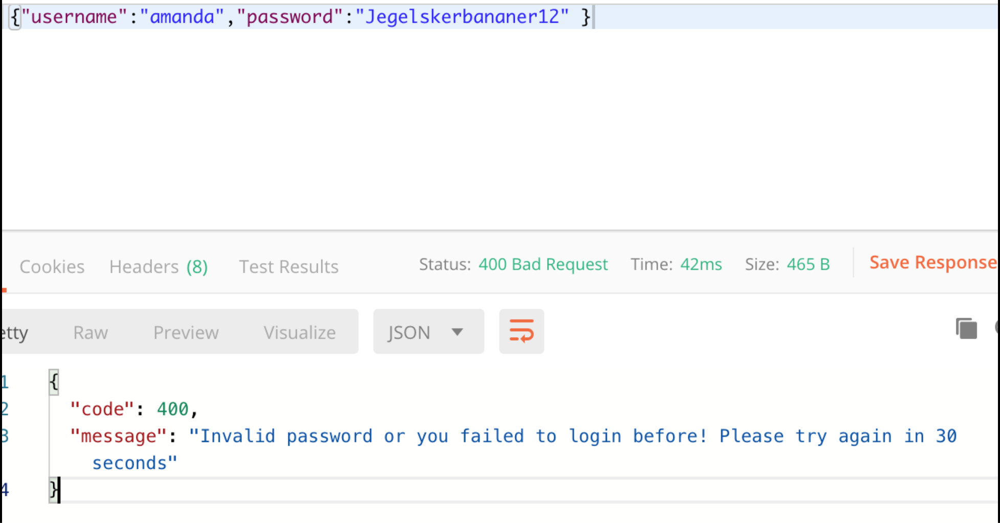 {"username":"amanda","password":"Jegelskerbananer12" }
Cookies Headers (8) Test Results Status: 400 Bad Request Time: 42ms Size: 465 B Save Response
etty Raw Preview Visualize JSON
1 {
2 "code": 400,
3 "message": "Invalid password or you failed to login before! Please try again in 30
seconds"
4 }